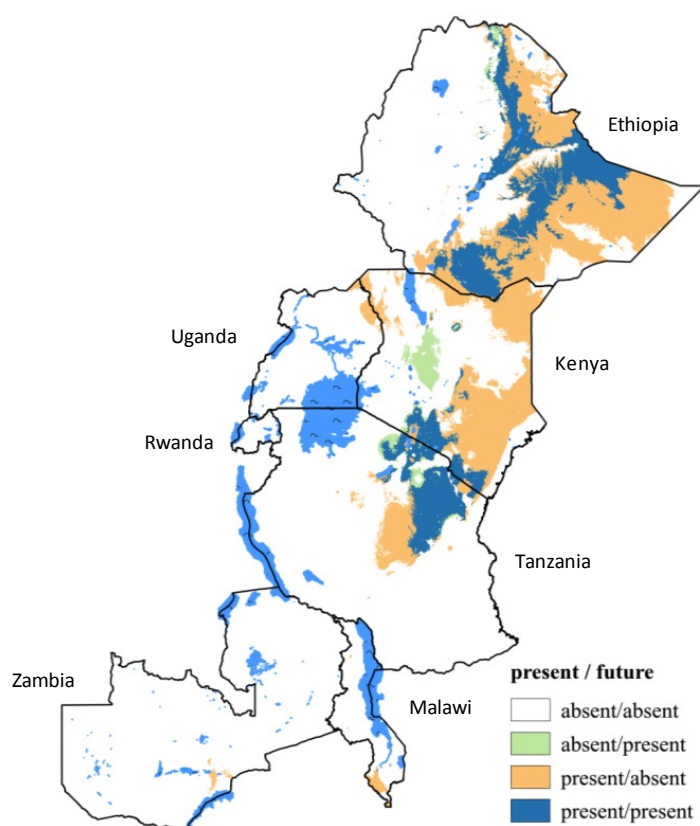 Ethiopia
Uganda
Kenya
Rwanda
Tanzania
Zambia
Malawi
present / future
absent/absent
absent/present
present/absent
present/present